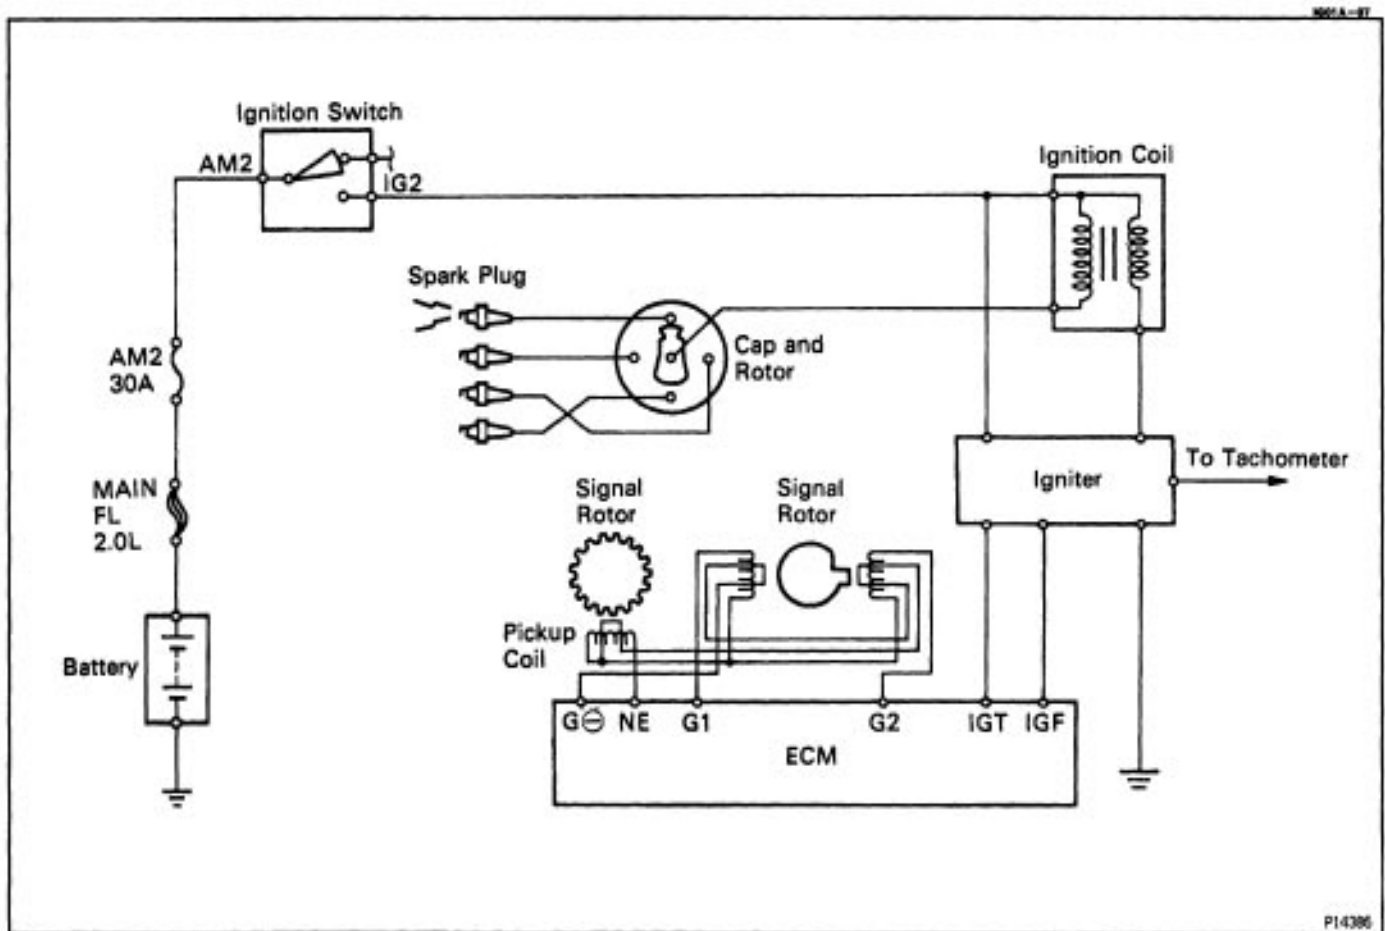 Ignition Switch
AM2
IG2
Ignition Coil
Spark Plug
Cap and
Rotor
AM2
30A
MAIN
FL
2.0L
Battery
Signal
Rotor
Signal
Rotor
Igniter
To Tachometer
Pickup
Coil
G⊖ NE G1 G2 IGT IGF
ECM
P14386